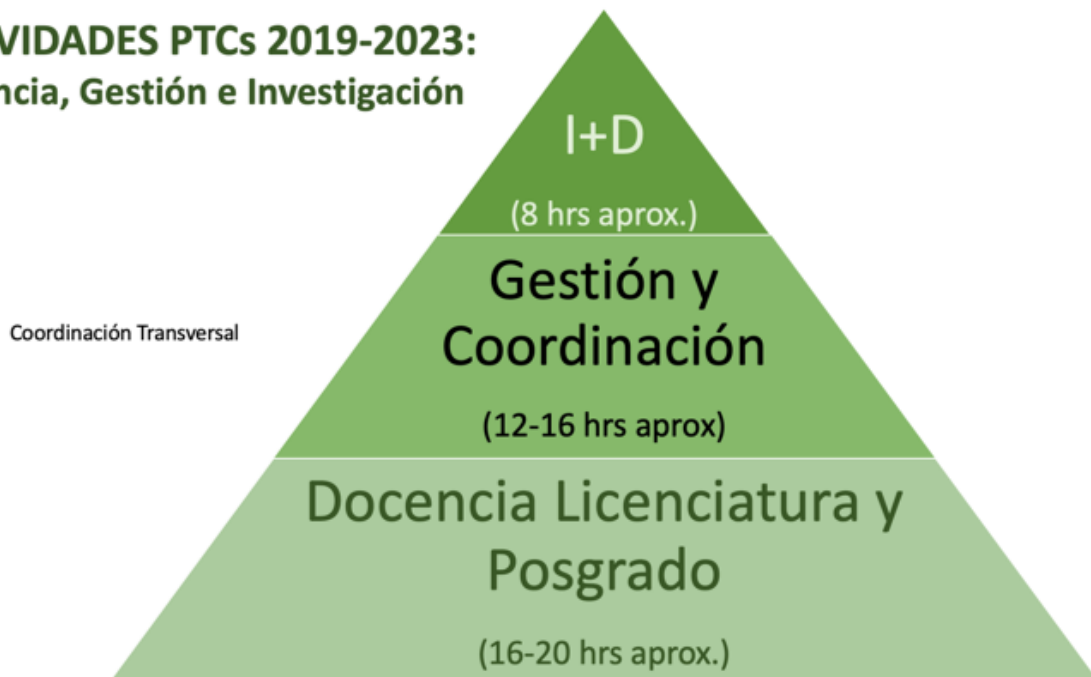 VIDADES PTCs 2019-2023:
ncia, Gestión e Investigación
I+D
(8 hrs aprox.)
Gestión y
Coordinación
(12-16 hrs aprox)
Coordinación Transversal
Docencia Licenciatura y
Posgrado
(16-20 hrs aprox.)